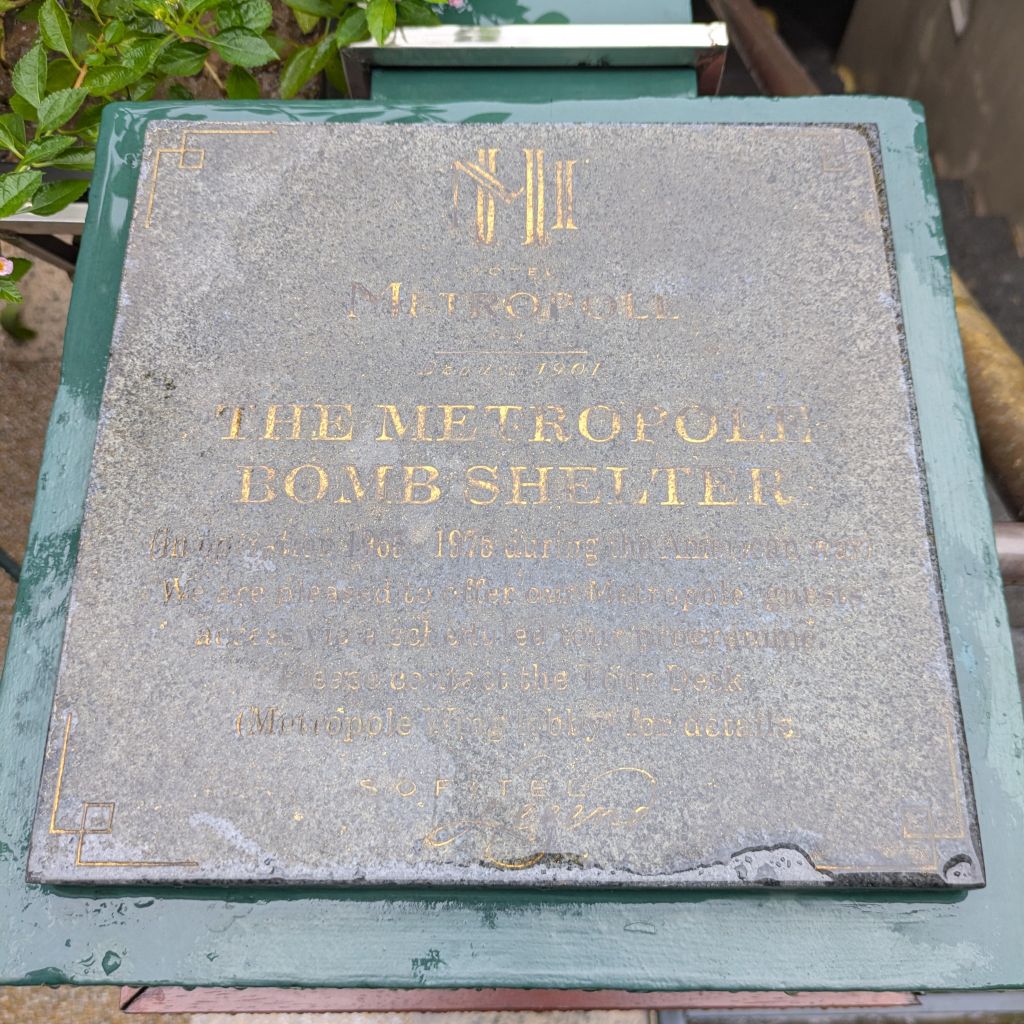 HOTEL
METROPOLE
Depuis 1901
THE METROPOLE
BOMB SHELTER
(In operation 1965 - 1975 during the American war)
We are pleased to offer our Metropole guests
access via a scheduled tour programme.
Please contact the Tour Desk
(Metropole Wing lobby) for details
SOFITEL